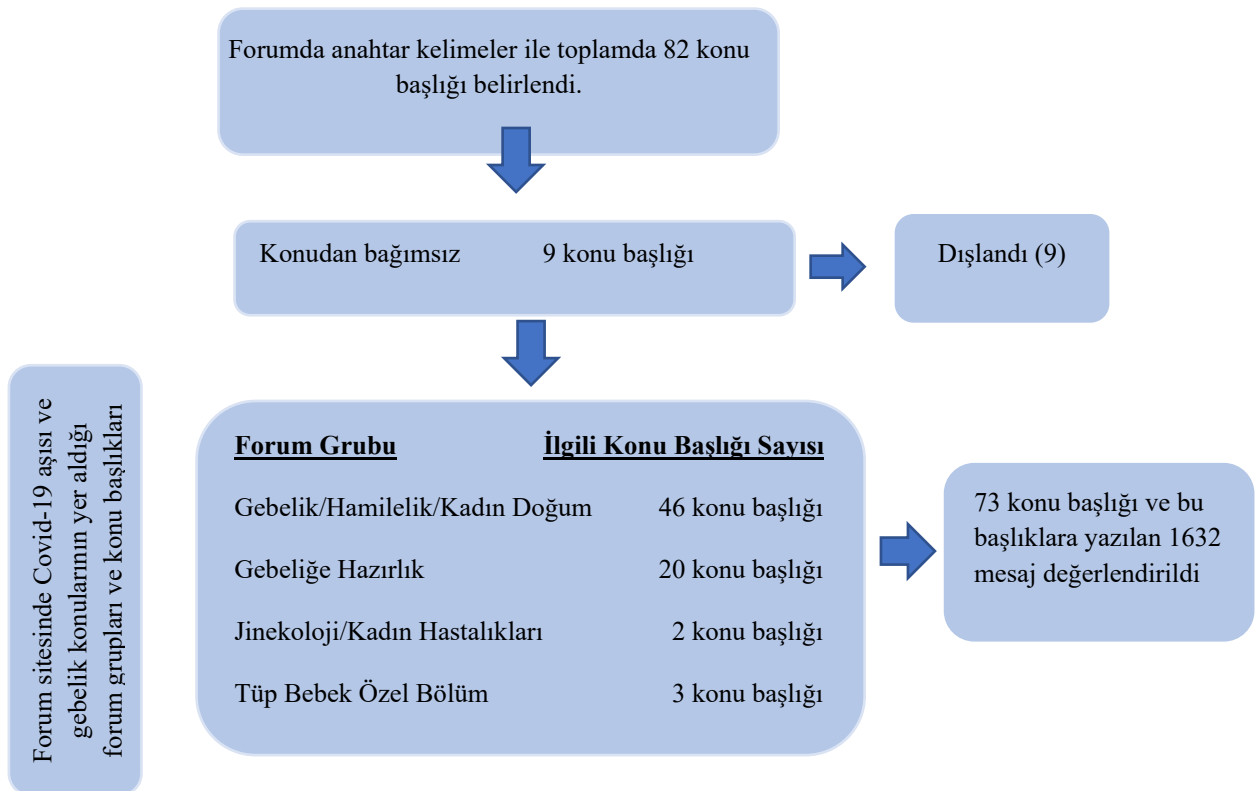 Forumda anahtar kelimeler ile toplamda 82 konu
başlığı belirlendi.
Konudan bağımsız 9 konu başlığı
Dışlandı (9)
Forum sitesinde Covid-19 aşısı ve
gebelik konularının yer aldığı
forum grupları ve konu başlıkları
Forum Grubu İlgili Konu Başlığı Sayısı
Gebelik/Hamilelik/Kadın Doğum 46 konu başlığı
Gebeliğe Hazırlık 20 konu başlığı
Jinekoloji/Kadın Hastalıkları 2 konu başlığı
Tüp Bebek Özel Bölüm 3 konu başlığı
73 konu başlığı ve bu
başlıklara yazılan 1632
mesaj değerlendirildi